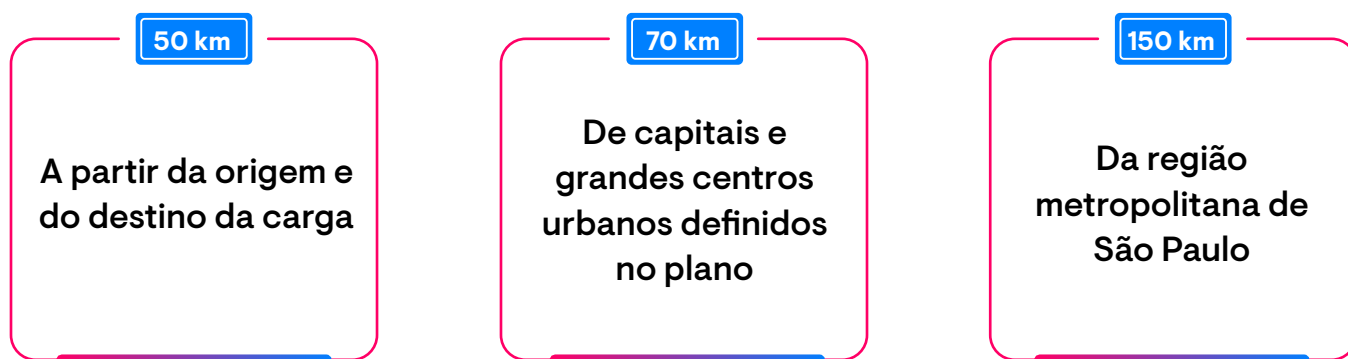 50 km
A partir da origem e
do destino da carga
70 km
De capitais e
grandes centros
urbanos definidos
no plano
150 km
Da região
metropolitana de
São Paulo